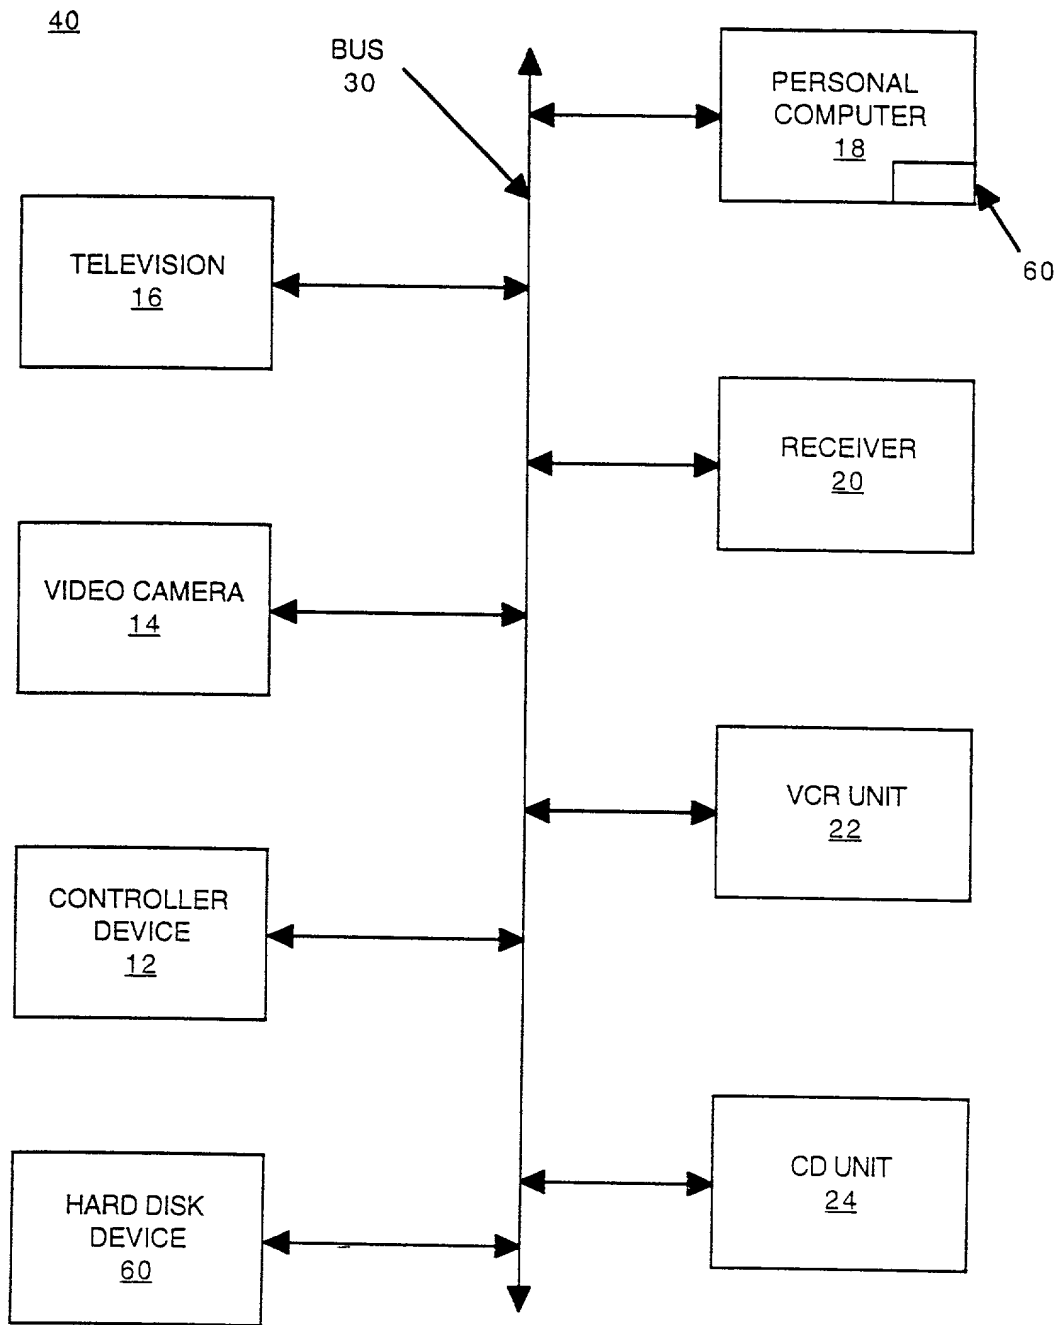 40
BUS
30
PERSONAL
COMPUTER
18
60
TELEVISION
16
RECEIVER
20
VIDEO CAMERA
14
VCR UNIT
22
CONTROLLER
DEVICE
12
CD UNIT
24
HARD DISK
DEVICE
60